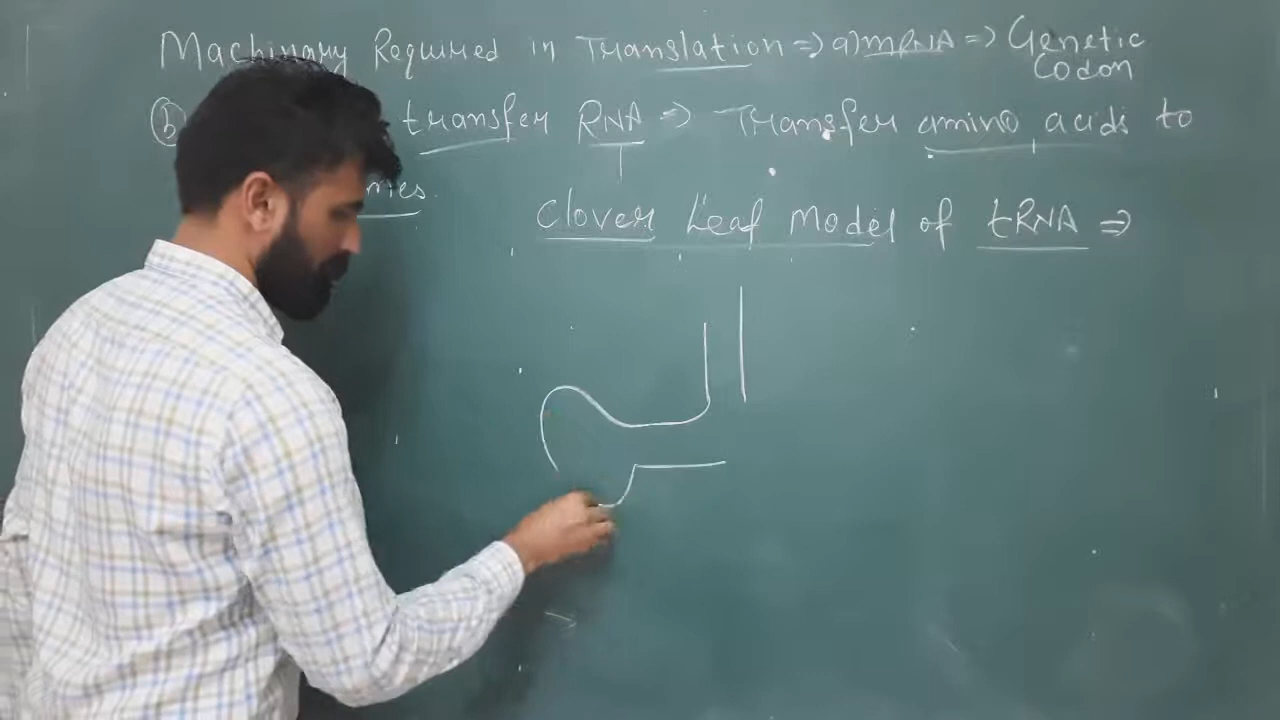 Machinary Required in Translation => a) mRNA => Genetic
Codon
(b) transfer RNA => Transfer amino acids to
Clover Leaf Model of tRNA =>